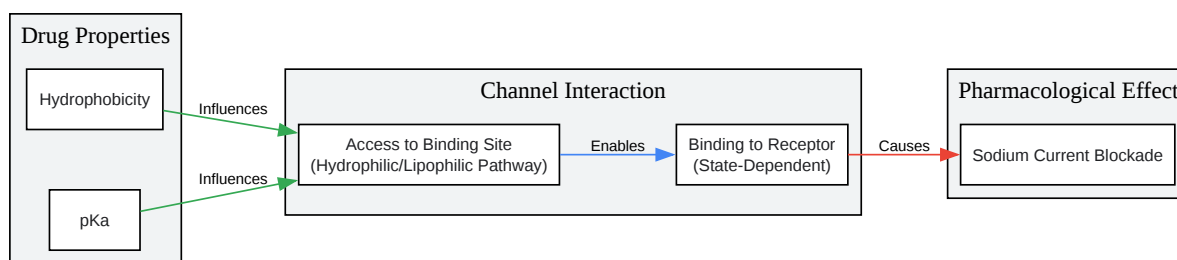 Drug Properties
Hydrophobicity
pKa
Influences
Influences
Channel Interaction
Access to Binding Site
(Hydrophilic/Lipophilic Pathway)
Enables
Binding to Receptor
(State-Dependent)
Causes
Pharmacological Effect
Sodium Current Blockade